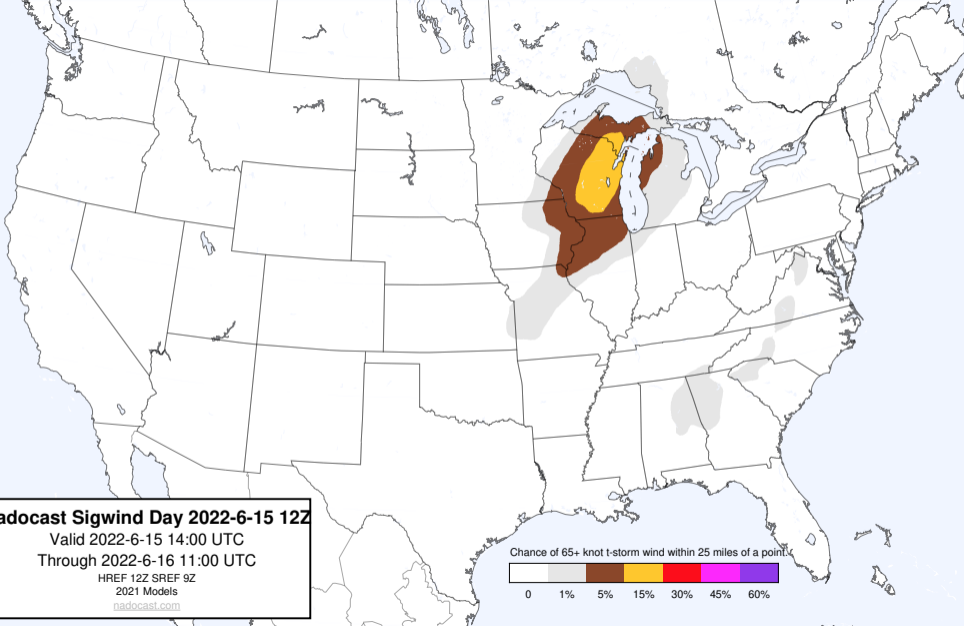 adocast Sigwind Day 2022-6-15 12Z
Valid 2022-6-15 14:00 UTC
Through 2022-6-16 11:00 UTC
HREF 12Z SREF 9Z
2021 Models
nadocast.com
Chance of 65+ knot t-storm wind within 25 miles of a point.
0 1% 5% 15% 30% 45% 60%